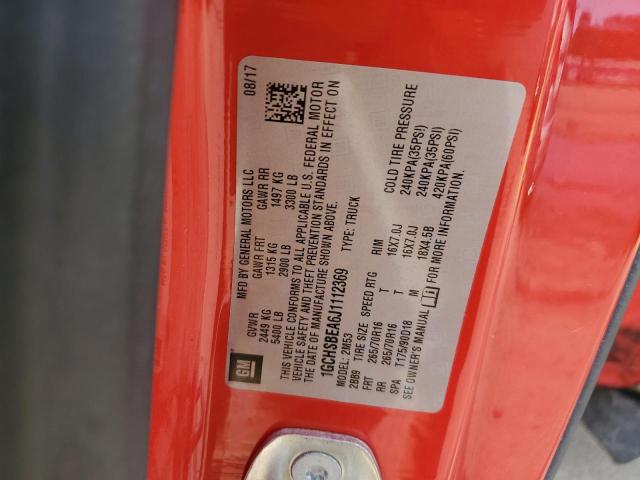 08/17
MFD BY GENERAL MOTORS LLC
GVWR GAWR FRT GAWR RR
2449 KG 1315 KG 1497 KG
5400 LB 2900 LB 3300 LB
THIS VEHICLE CONFORMS TO ALL APPLICABLE U.S. FEDERAL MOTOR
VEHICLE SAFETY AND THEFT PREVENTION STANDARDS IN EFFECT ON
THE DATE OF MANUFACTURE SHOWN ABOVE.
1GCHSBEA6J1112369 TYPE: TRUCK
MODEL: 2M53
2BB9 TIRE SIZE SPEED RTG RIM COLD TIRE PRESSURE
FRT 265/70R16 T 16X7.0J 240KPA(35PSI)
RR 265/70R16 T 16X7.0J 240KPA(35PSI)
SPA T175/90D18 M 18X4.5B 420KPA(60PSI)
SEE OWNER'S MANUAL FOR MORE INFORMATION.
GM